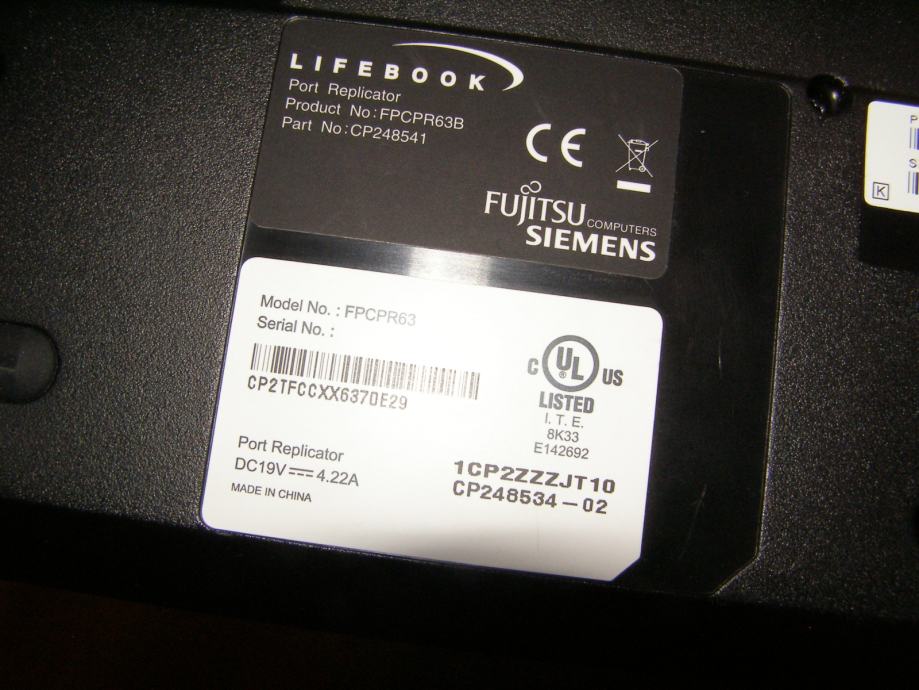 LIFEBOOK
Port Replicator
Product No:FPCPR63B
Part No:CP248541
CE
FUJITSU COMPUTERS
SIEMENS
P
S
K
Model No. : FPCPR63
Serial No. :
CP2TFCCXX6370E29
C UL ® US
LISTED
I. T. E.
8K33
E142692
Port Replicator
DC19V⎓4.22A
MADE IN CHINA
1CP2ZZZJT10
CP248534-02